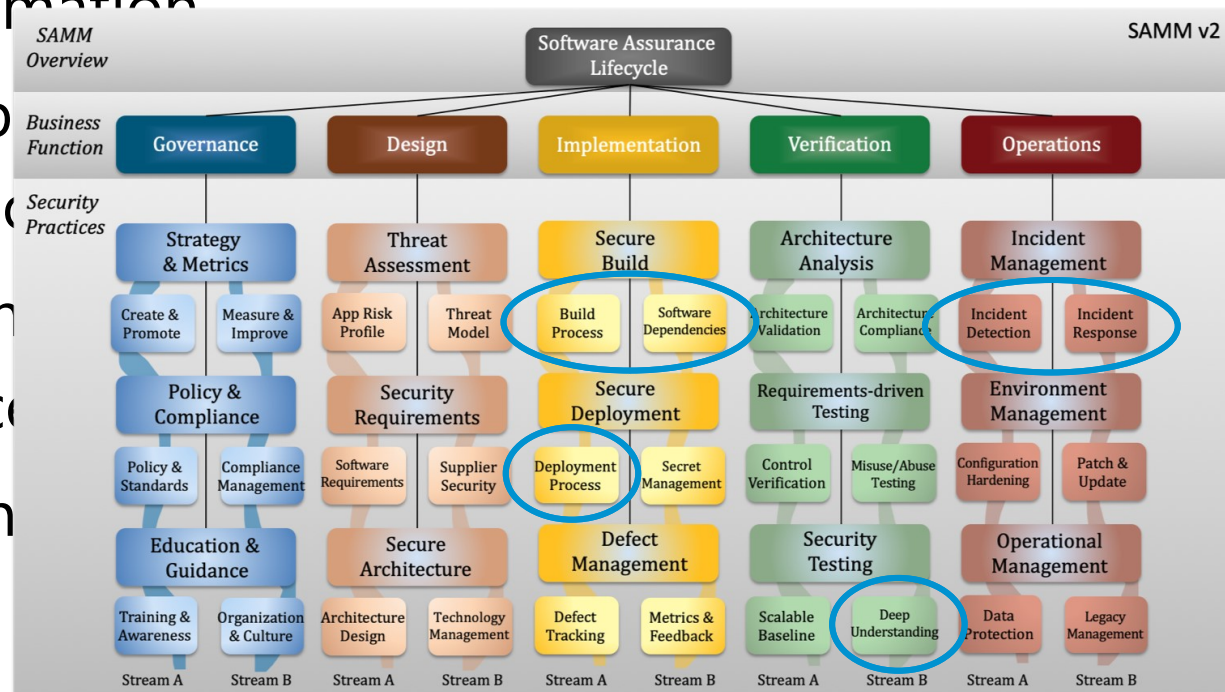 SAMM
Overview
SAMM v2
Software Assurance
Lifecycle
Business
Function
Governance
Design
Implementation
Verification
Operations
Security
Practices
Strategy
& Metrics
Threat
Assessment
Secure
Build
Architecture
Analysis
Incident
Management
Create &
Promote
Measure &
Improve
App Risk
Profile
Threat
Model
Build
Process
Software
Dependencies
Architecture
Validation
Architecture
Compliance
Incident
Detection
Incident
Response
Policy &
Compliance
Security
Requirements
Secure
Deployment
Requirements-driven
Testing
Environment
Management
Policy &
Standards
Compliance
Management
Software
Requirements
Supplier
Security
Deployment
Process
Secret
Management
Control
Verification
Misuse/Abuse
Testing
Configuration
Hardening
Patch &
Update
Education &
Guidance
Secure
Architecture
Defect
Management
Security
Testing
Operational
Management
Training &
Awareness
Organization
& Culture
Architecture
Design
Technology
Management
Defect
Tracking
Metrics &
Feedback
Scalable
Baseline
Deep
Understanding
Data
Protection
Legacy
Management
Stream A
Stream B
Stream A
Stream B
Stream A
Stream B
Stream A
Stream B
Stream A
Stream B